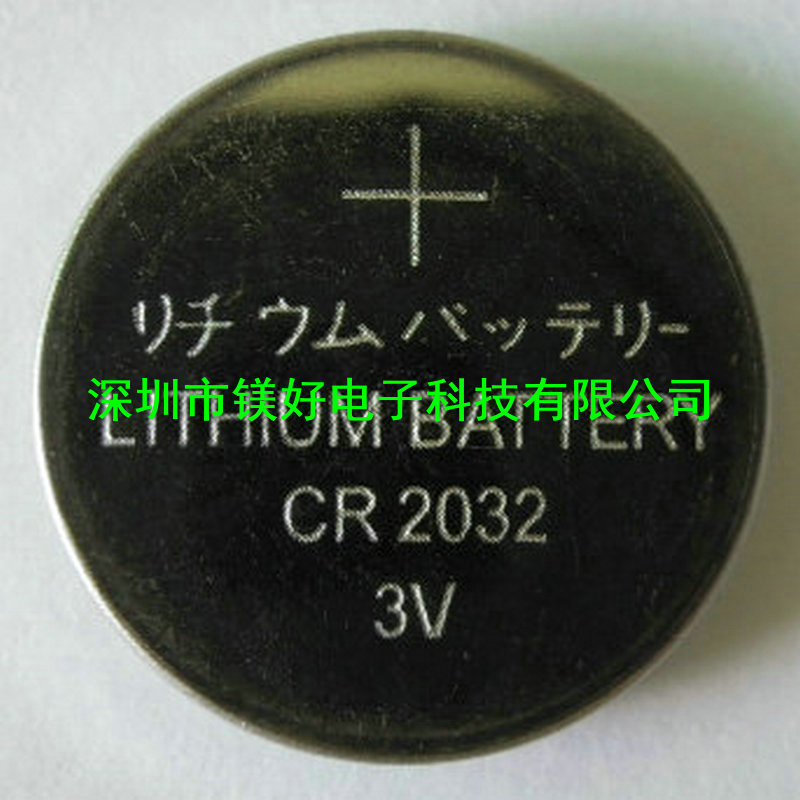 +
リチウムバッテリー
深圳市镁好电子科技有限公司
LITHIUM BATTERY
CR 2032
3V